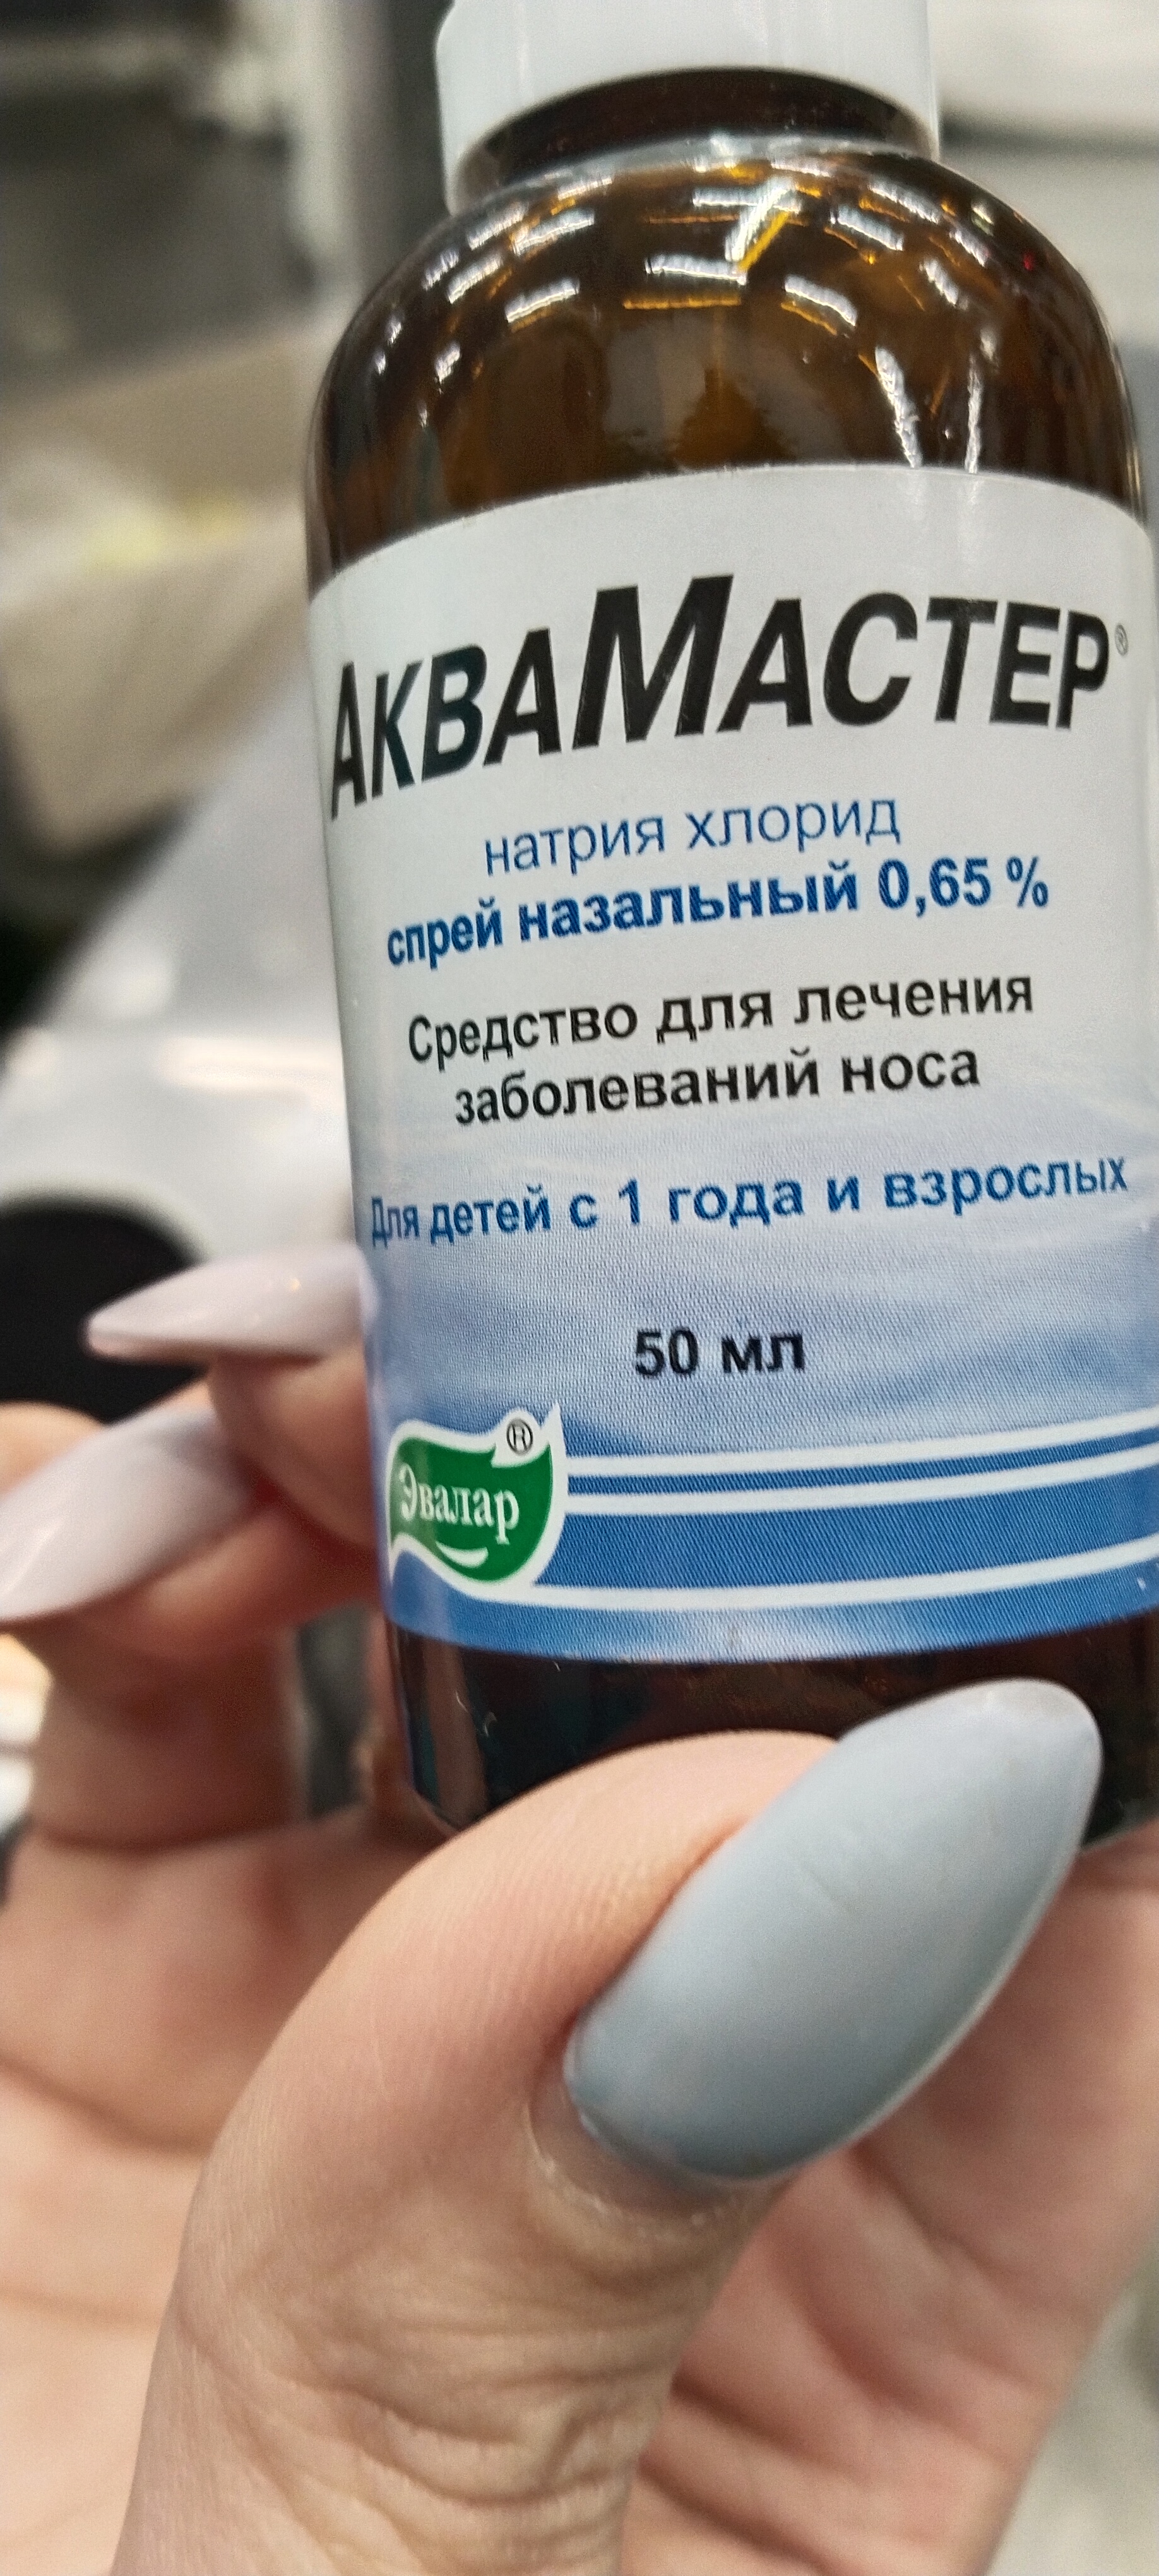 АКВАМАСТЕР®
натрия хлорид
спрей назальный 0,65 %
Средство для лечения
заболеваний носа
Для детей с 1 года и взрослых
50 мл
®
Эвалар